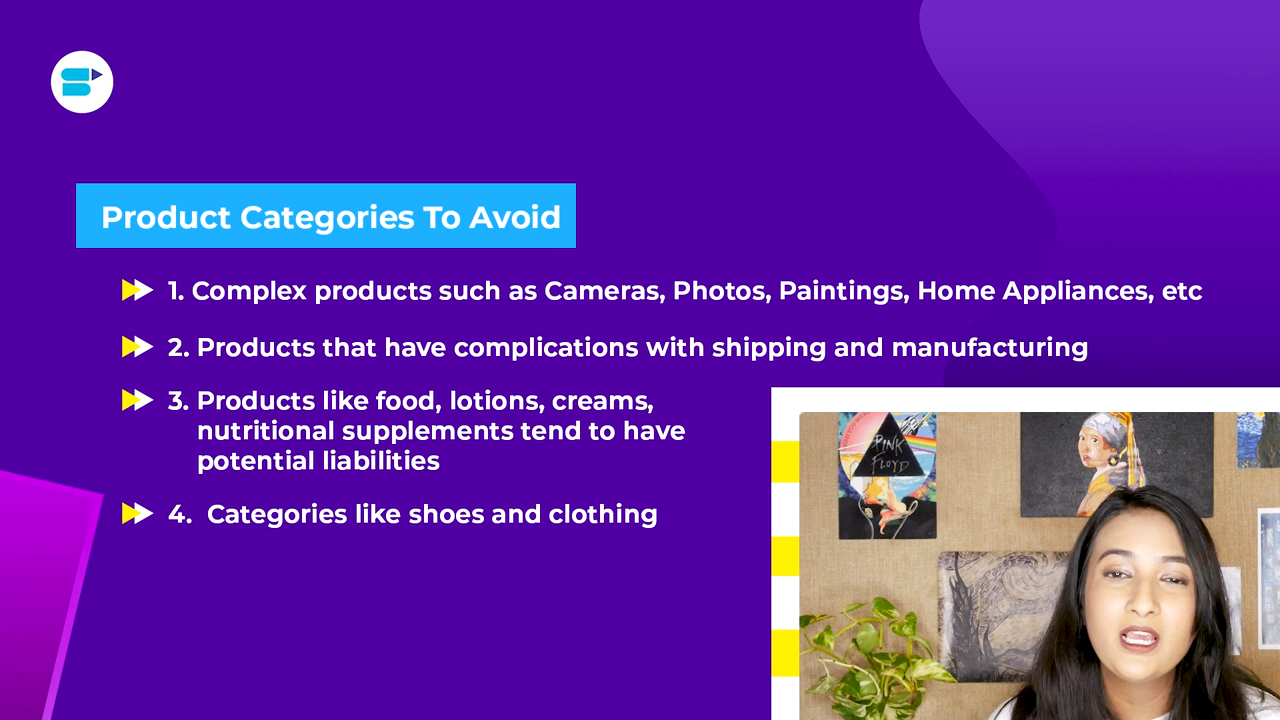 Product Categories To Avoid
1. Complex products such as Cameras, Photos, Paintings, Home Appliances, etc
2. Products that have complications with shipping and manufacturing
3. Products like food, lotions, creams,
nutritional supplements tend to have
potential liabilities
4. Categories like shoes and clothing
PINK
FLOYD